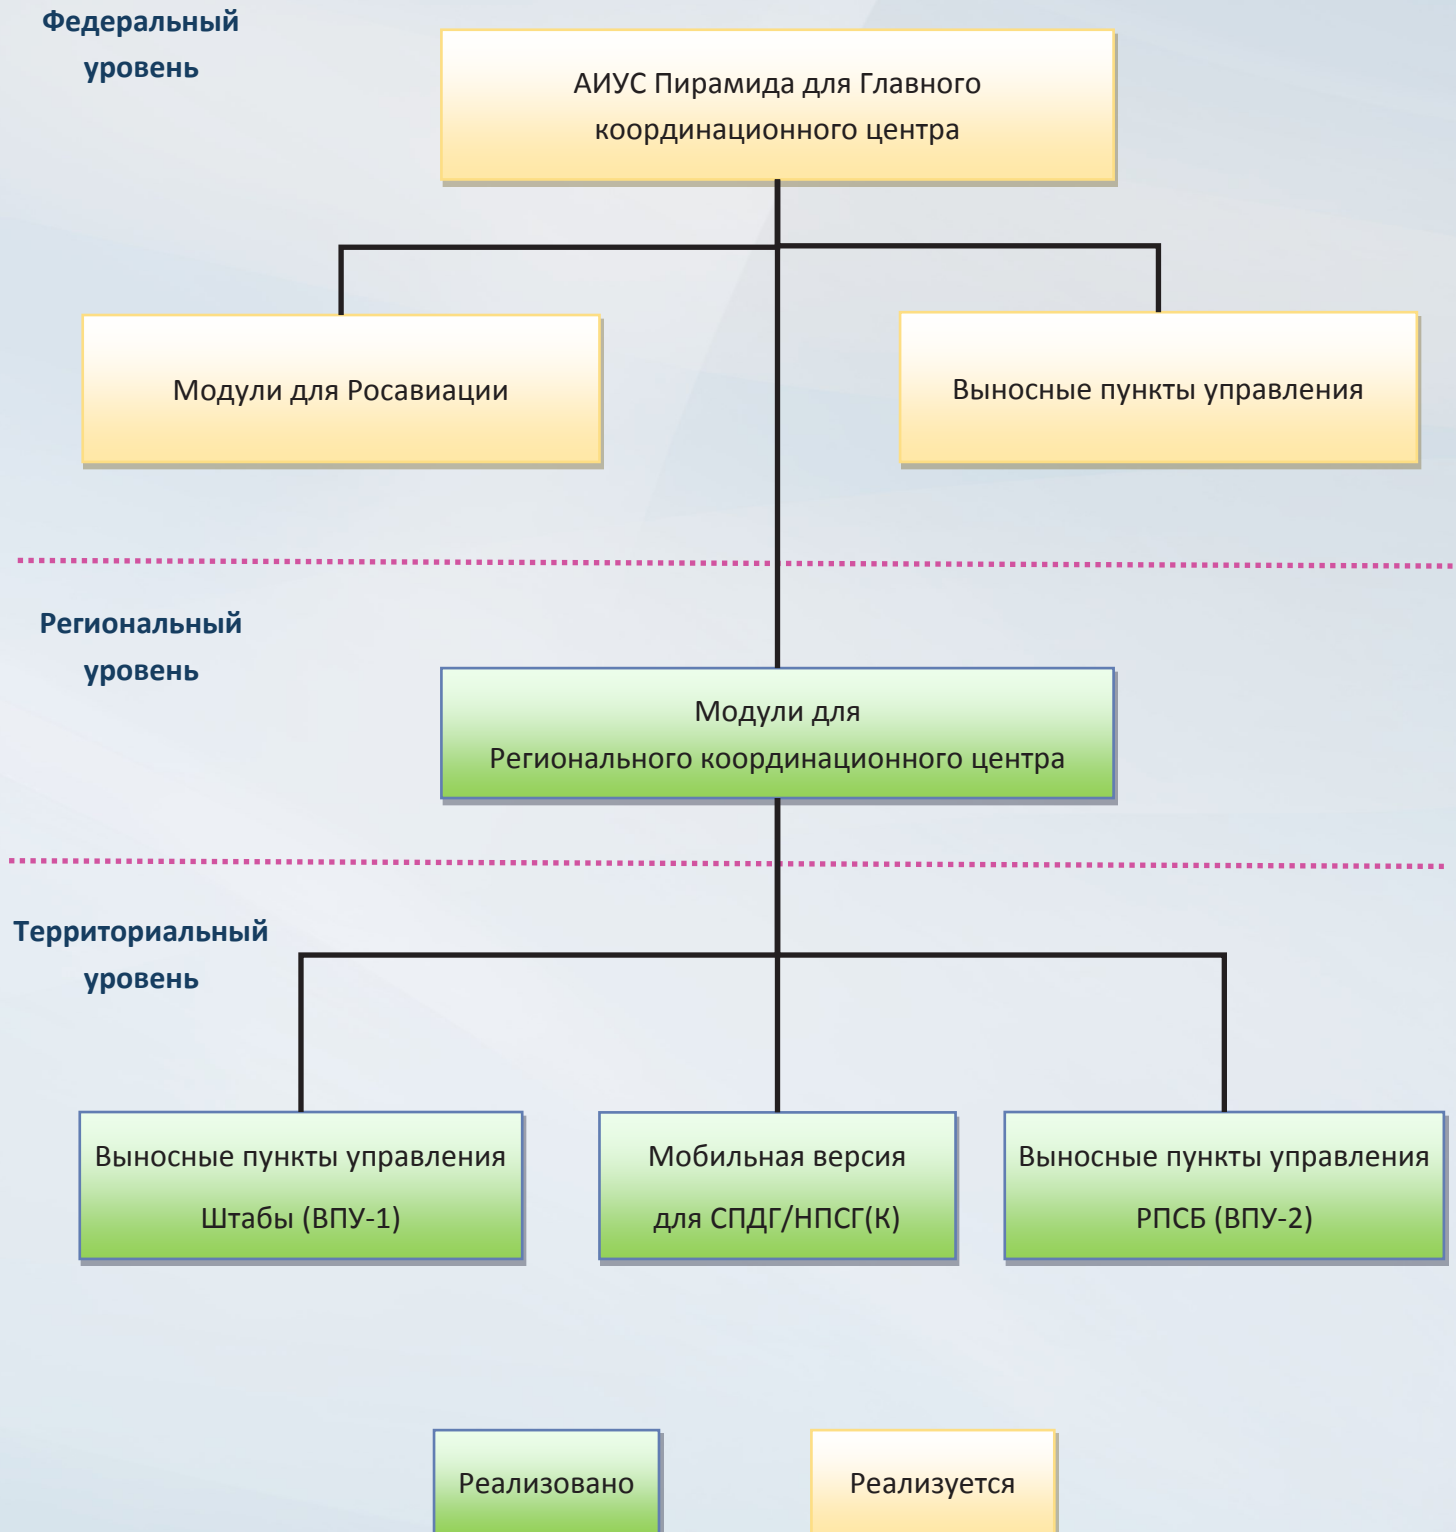 Федеральный
уровень
АИУС Пирамида для Главного
координационного центра
Модули для Росавиации
Выносные пункты управления
Региональный
уровень
Модули для
Регионального координационного центра
Территориальный
уровень
Выносные пункты управления
Штабы (ВПУ-1)
Мобильная версия
для СПДГ/НПСГ(К)
Выносные пункты управления
РПСБ (ВПУ-2)
Реализовано
Реализуется